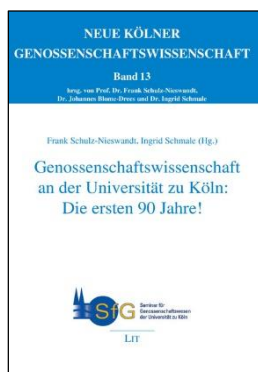 NEUE KÖLNER
GENOSSENSCHAFTSWISSENSCHAFT
Band 13
hrsg. von Prof. Dr. Frank Schulz-Nieswandt,
Dr. Johannes Blome-Drees und Dr. Ingrid Schmale
Frank Schulz-Nieswandt, Ingrid Schmale (Hg.)
Genossenschaftswissenschaft
an der Universität zu Köln:
Die ersten 90 Jahre!
SfG
Seminar für
Genossenschaftswesen
der Universität zu Köln
LIT